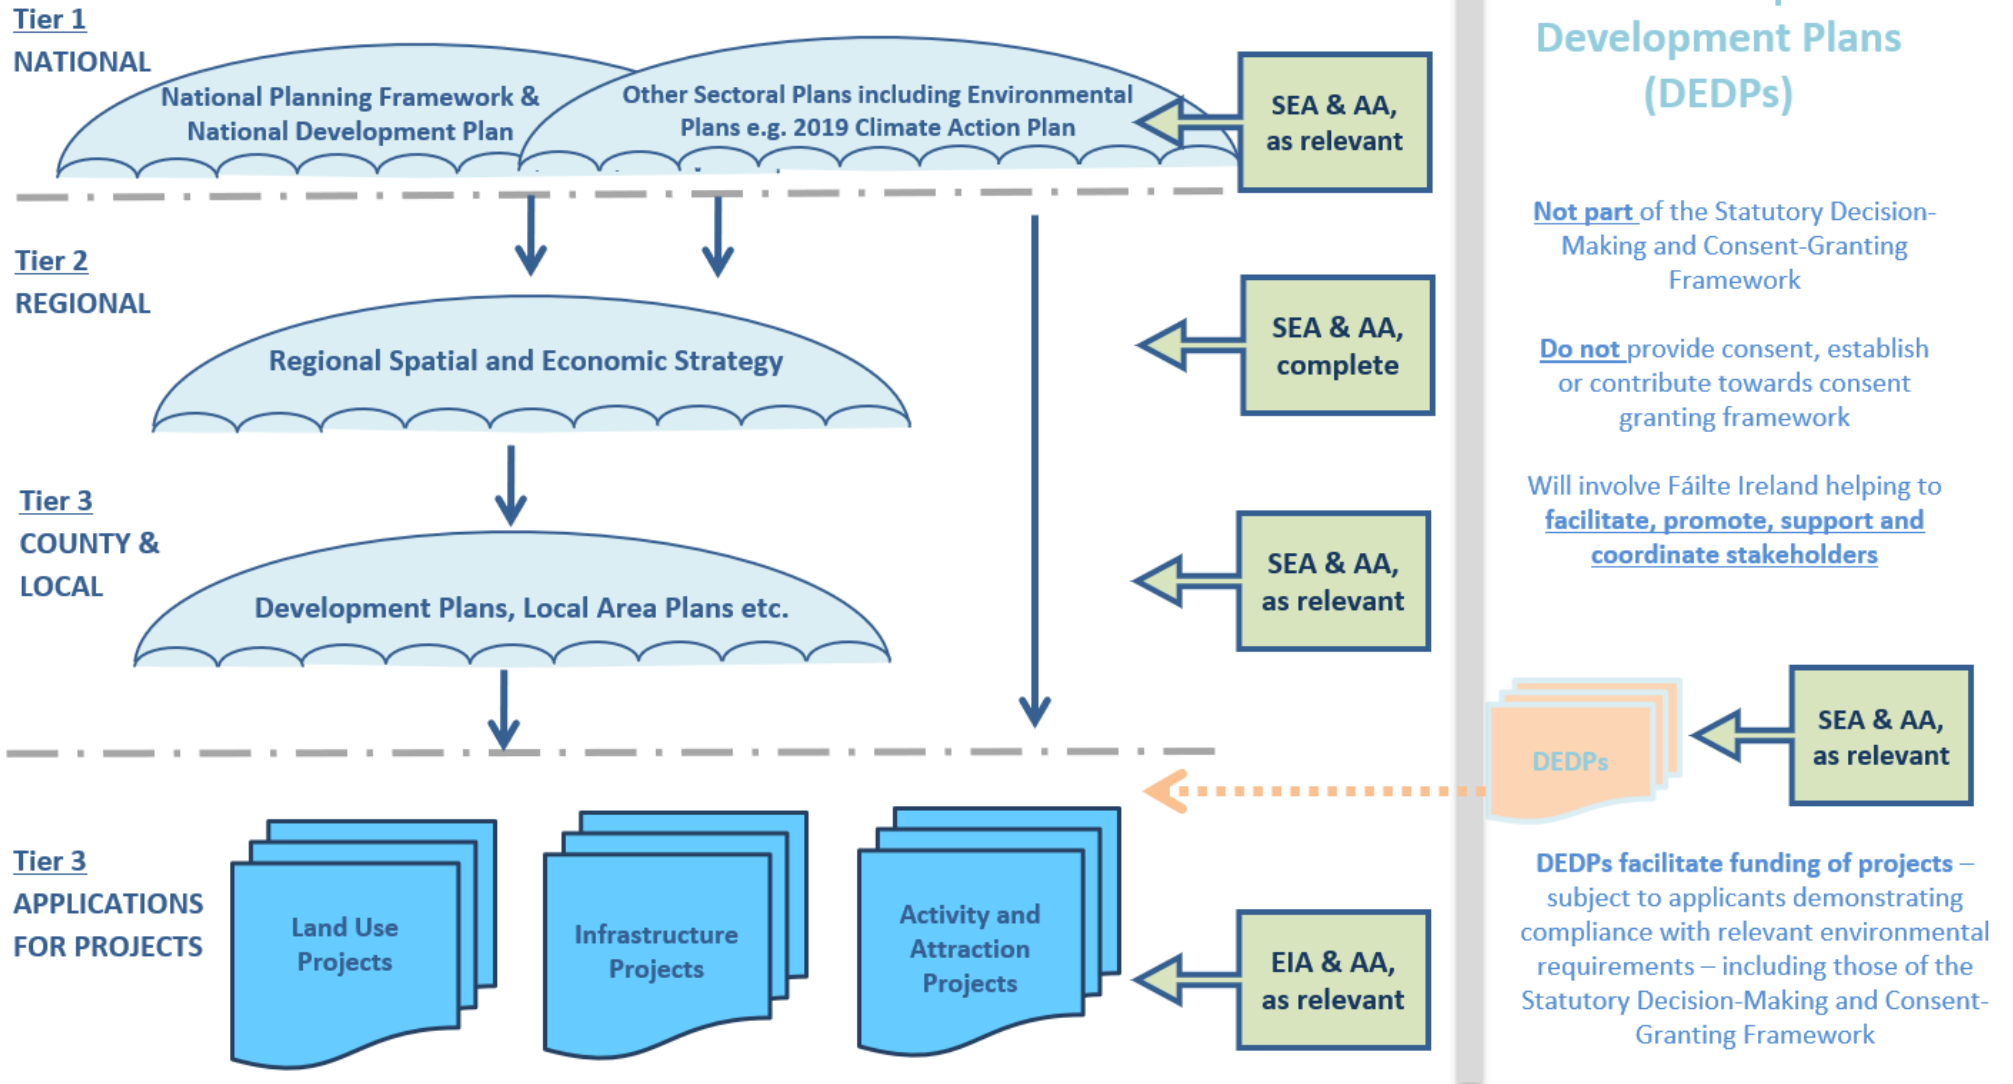 Tier 1
NATIONAL
National Planning Framework &
National Development Plan
Other Sectoral Plans including Environmental
Plans e.g. 2019 Climate Action Plan
SEA & AA,
as relevant
Tier 2
REGIONAL
Regional Spatial and Economic Strategy
SEA & AA,
complete
Tier 3
COUNTY &
LOCAL
Development Plans, Local Area Plans etc.
SEA & AA,
as relevant
Tier 3
APPLICATIONS
FOR PROJECTS
Land Use
Projects
Infrastructure
Projects
Activity and
Attraction
Projects
EIA & AA,
as relevant
Development Plans
(DEDPs)
Not part of the Statutory Decision-
Making and Consent-Granting
Framework
Do not provide consent, establish
or contribute towards consent
granting framework
Will involve Fáilte Ireland helping to
facilitate, promote, support and
coordinate stakeholders
DEDPs
SEA & AA,
as relevant
DEDPs facilitate funding of projects –
subject to applicants demonstrating
compliance with relevant environmental
requirements – including those of the
Statutory Decision-Making and Consent-
Granting Framework